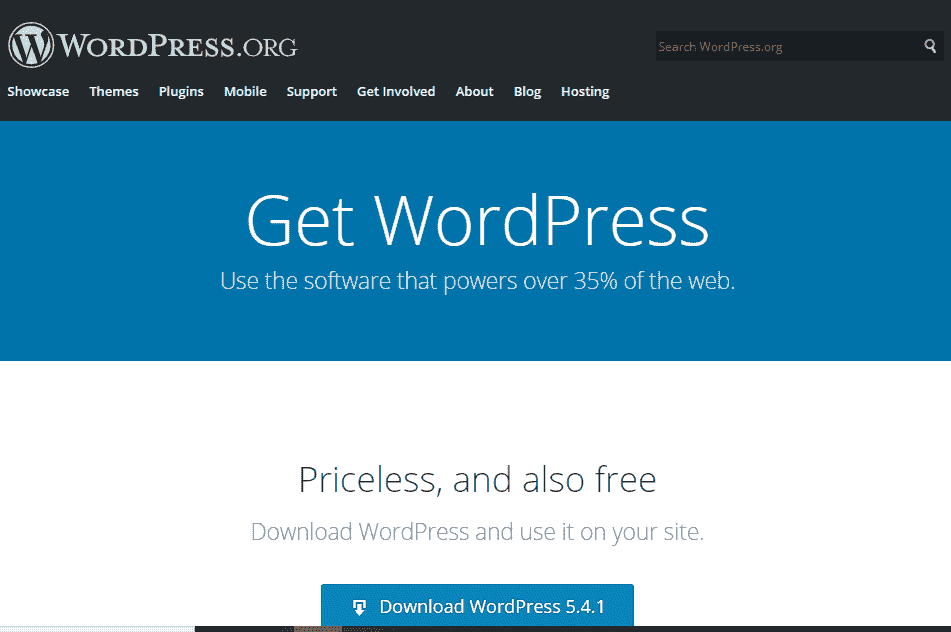 WORDPRESS.ORG
Search WordPress.org
Showcase Themes Plugins Mobile Support Get Involved About Blog Hosting
Get WordPress
Use the software that powers over 35% of the web.
Priceless, and also free
Download WordPress and use it on your site.
Download WordPress 5.4.1